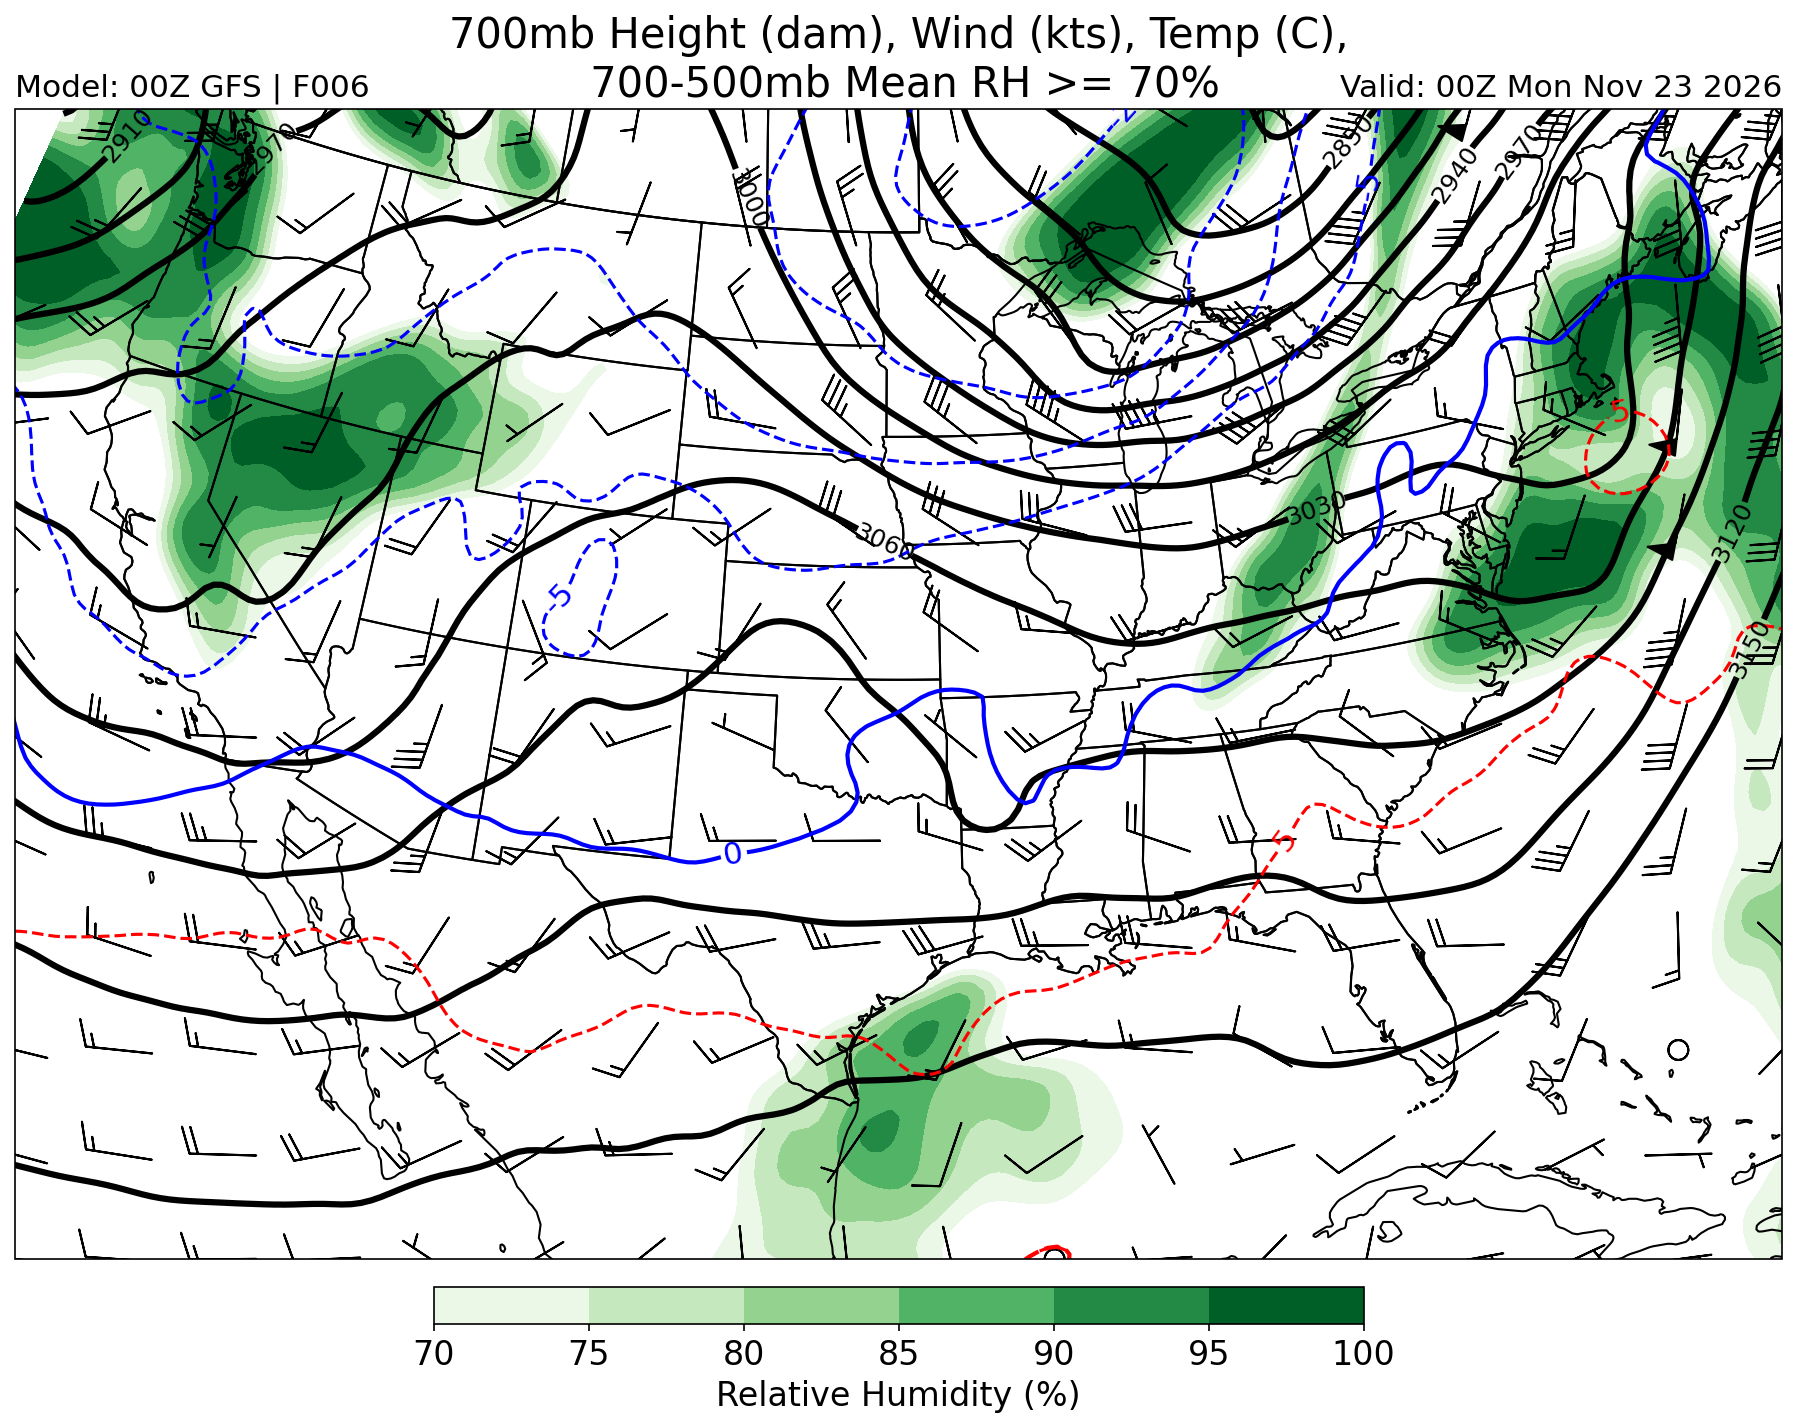 700mb Height (dam), Wind (kts), Temp (C),
700-500mb Mean RH >= 70%
Model: 00Z GFS | F006
Valid: 00Z Mon Nov 23 2026
2910
2970
3000
2890
2940
2970
-5
5
3030
3060
3120
-5
3150
0
5
70 75 80 85 90 95 100
Relative Humidity (%)